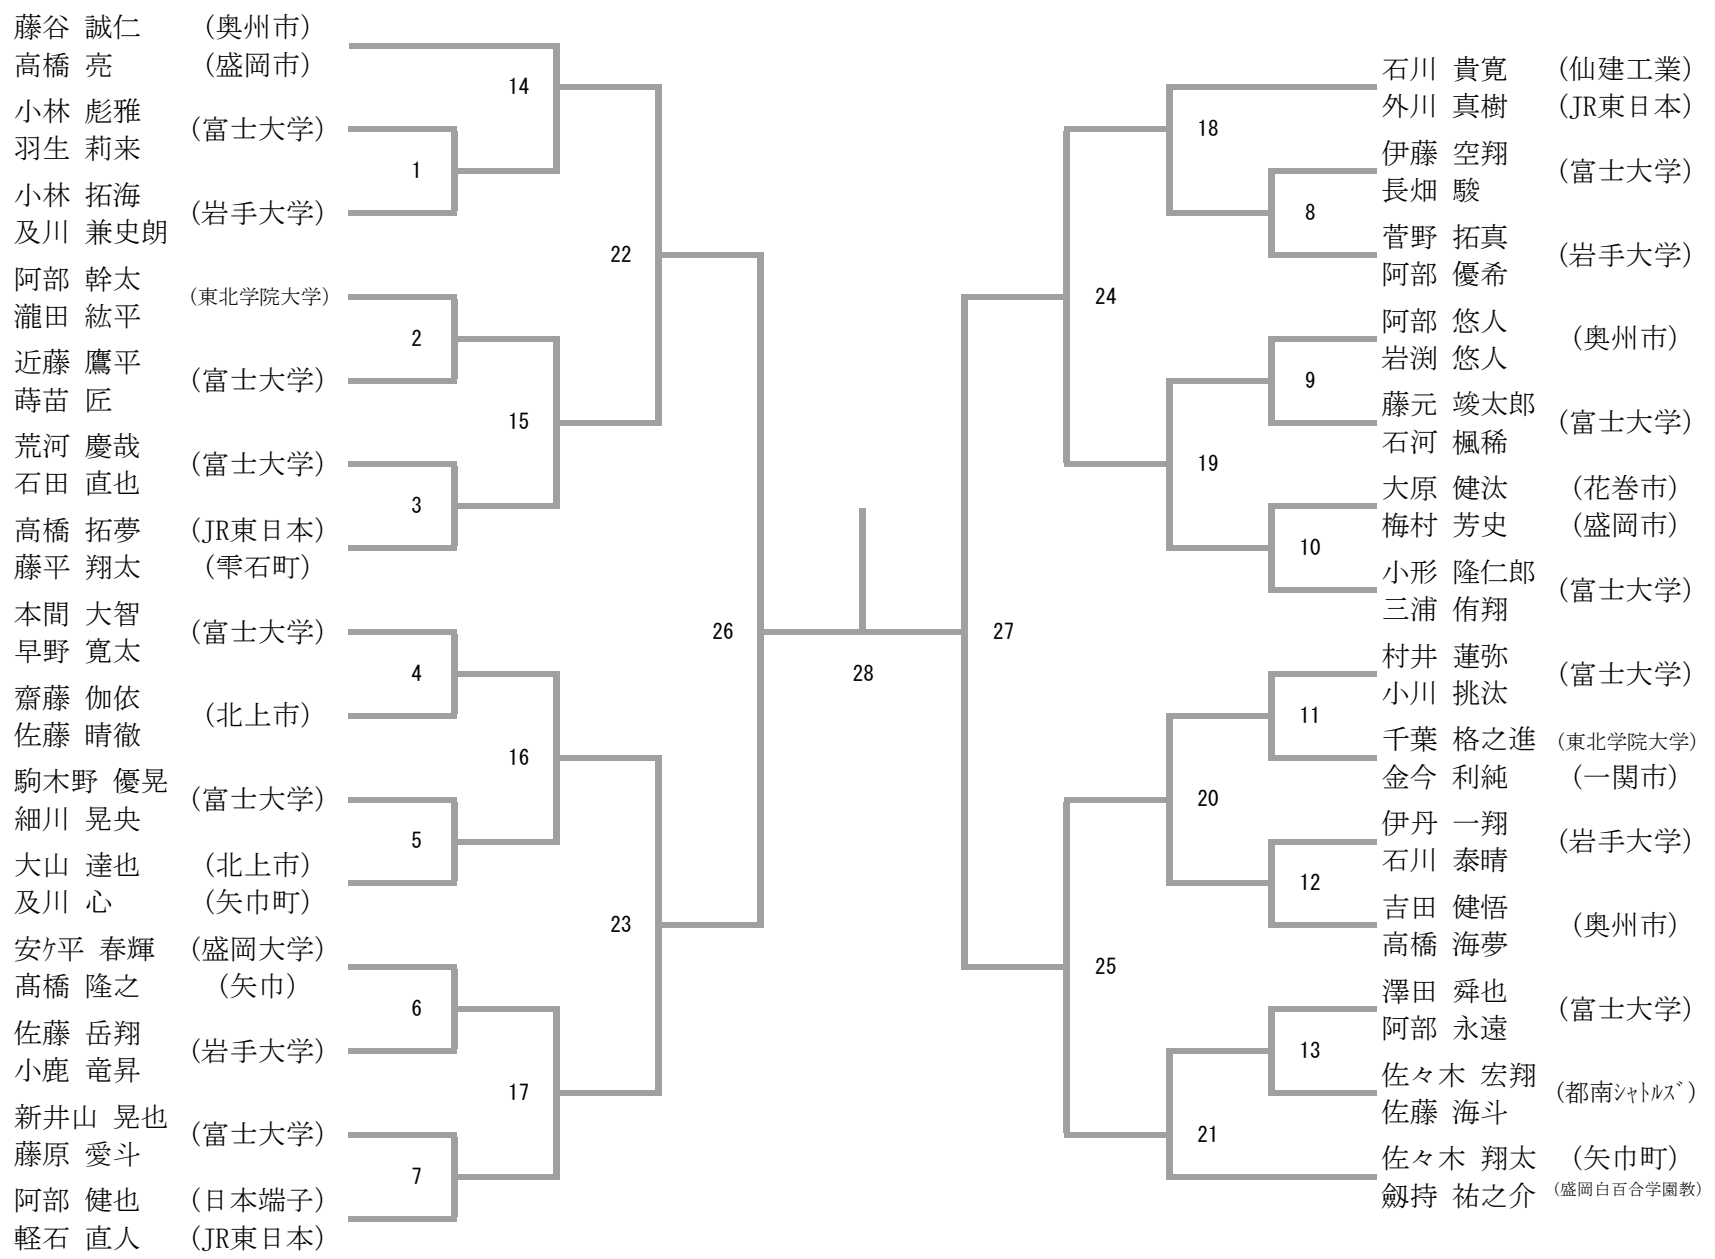 藤谷 誠仁 (奥州市)
高橋 亮 (盛岡市)
小林 彪雅
(富士大学)
羽生 莉来
小林 拓海
(岩手大学)
及川 兼史朗
阿部 幹太
(東北学院大学)
瀧田 紘平
近藤 鷹平
(富士大学)
蒔苗 匠
荒河 慶哉
(富士大学)
石田 直也
高橋 拓夢 (JR東日本)
藤平 翔太 (雫石町)
本間 大智
(富士大学)
早野 寛太
齋藤 伽依
(北上市)
佐藤 晴徹
駒木野 優晃
(富士大学)
細川 晃央
大山 達也 (北上市)
及川 心 (矢巾町)
安ケ平 春輝 (盛岡大学)
髙橋 隆之 (矢巾)
佐藤 岳翔
(岩手大学)
小鹿 竜昇
新井山 晃也
(富士大学)
藤原 愛斗
阿部 健也 (日本端子)
軽石 直人 (JR東日本)
1
2
3
4
5
6
7
14
15
16
17
22
23
26
28
27
24
25
18
19
20
21
8
9
10
11
12
13
石川 貴寛 (仙建工業)
外川 真樹 (JR東日本)
伊藤 空翔
(富士大学)
長畑 駿
菅野 拓真
(岩手大学)
阿部 優希
阿部 悠人
(奥州市)
岩渕 悠人
藤元 竣太郎
(富士大学)
石河 楓稀
大原 健汰 (花巻市)
梅村 芳史 (盛岡市)
小形 隆仁郎
(富士大学)
三浦 侑翔
村井 蓮弥
(富士大学)
小川 挑汰
千葉 格之進 (東北学院大学)
金今 利純 (一関市)
伊丹 一翔
(岩手大学)
石川 泰晴
吉田 健悟
(奥州市)
高橋 海夢
澤田 舜也
(富士大学)
阿部 永遠
佐々木 宏翔
(都南ｼｬﾄﾙｽﾞ)
佐藤 海斗
佐々木 翔太 (矢巾町)
劔持 祐之介 (盛岡白百合学園教)